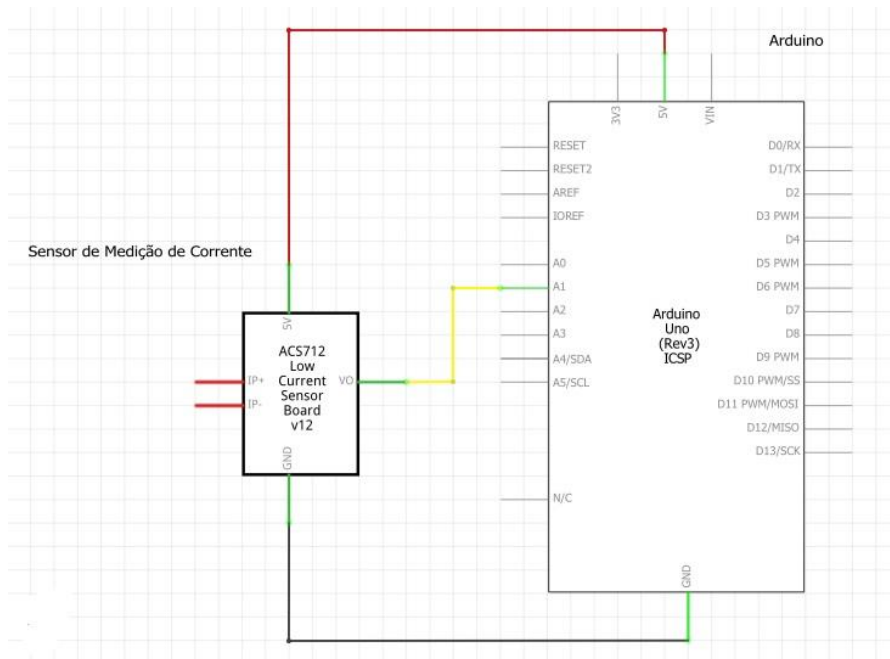 Arduino
3V3
5V
VIN
RESET
RESET2
AREF
IOREF
A0
A1
A2
A3
A4/SDA
A5/SCL
N/C
D0/RX
D1/TX
D2
D3 PWM
D4
D5 PWM
D6 PWM
D7
D8
D9 PWM
D10 PWM/SS
D11 PWM/MOSI
D12/MISO
D13/SCK
Arduino
Uno
(Rev3)
ICSP
GND
Sensor de Medição de Corrente
5V
ACS712
Low
Current
Sensor
Board
v12
IP+
IP-
VO
GND